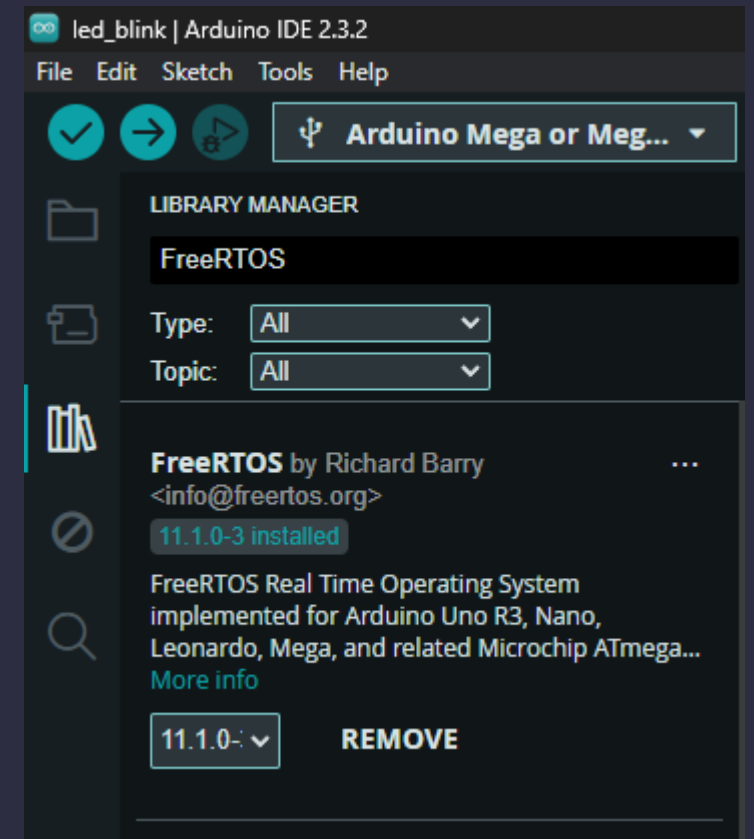 led_blink | Arduino IDE 2.3.2
File Edit Sketch Tools Help
Arduino Mega or Meg...
LIBRARY MANAGER
FreeRTOS
Type: All
Topic: All
FreeRTOS by Richard Barry
<info@freertos.org>
11.1.0-3 installed
FreeRTOS Real Time Operating System
implemented for Arduino Uno R3, Nano,
Leonardo, Mega, and related Microchip ATmega...
More info
11.1.0- REMOVE